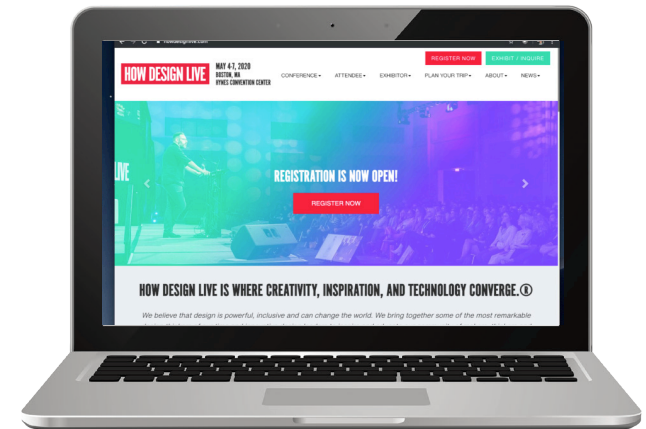 REGISTER NOW
EXHIBIT / INQUIRE
HOW DESIGN LIVE
MAY 4-7, 2020
BOSTON, MA
HYNES CONVENTION CENTER
CONFERENCE
ATTENDEE
EXHIBITOR
PLAN YOUR TRIP
ABOUT
NEWS
LIVE
REGISTRATION IS NOW OPEN!
REGISTER NOW
HOW DESIGN LIVE IS WHERE CREATIVITY, INSPIRATION, AND TECHNOLOGY CONVERGE.®
We believe that design is powerful, inclusive and can change the world. We bring together some of the most remarkable